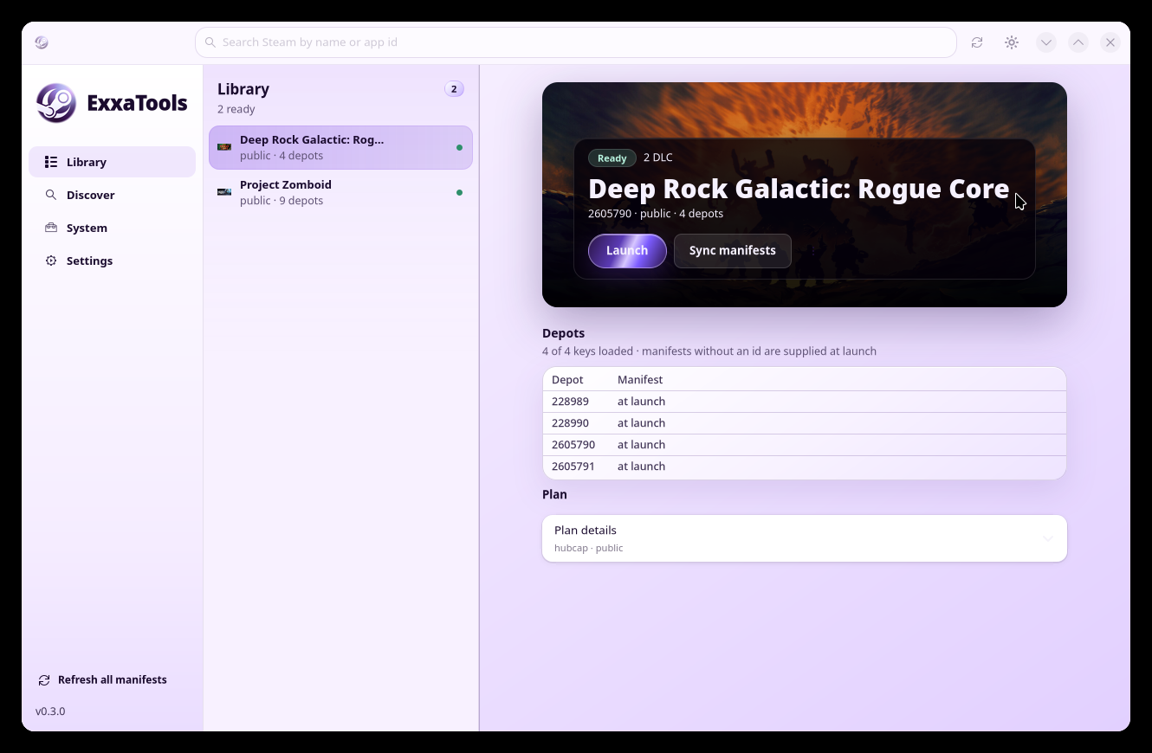 Search Steam by name or app id
ExxaTools
Library
Discover
System
Settings
Refresh all manifests
v0.3.0
Library
2
2 ready
Deep Rock Galactic: Rog...
public · 4 depots
Project Zomboid
public · 9 depots
Ready 2 DLC
Deep Rock Galactic: Rogue Core
2605790 · public · 4 depots
Launch Sync manifests
Depots
4 of 4 keys loaded · manifests without an id are supplied at launch
Depot Manifest
228989 at launch
228990 at launch
2605790 at launch
2605791 at launch
Plan
Plan details
hubcap · public